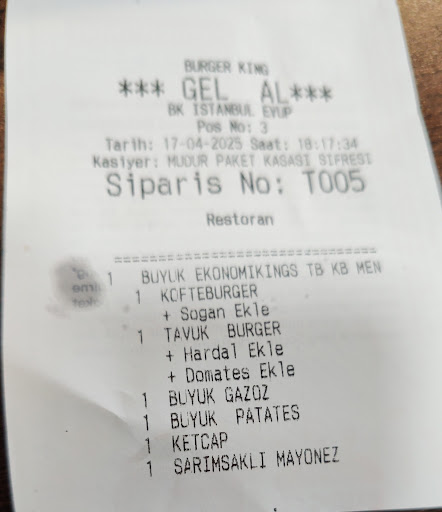 BURGER KING
*** GEL AL***
BK ISTANBUL EYUP
Pos No: 3
Tarih: 17-04-2025 Saat: 18:17:34
Kasiyer: MUDUR PAKET KASASI SIFRESI
Siparis No: T005
Restoran
==============================
1 BUYUK EKONOMIKINGS TB KB MEN
1 KOFTEBURGER
+ Sogan Ekle
1 TAVUK BURGER
+ Hardal Ekle
+ Domates Ekle
1 BUYUK GAZOZ
1 BUYUK PATATES
1 KETCAP
1 SARIMSAKLI MAYONEZ